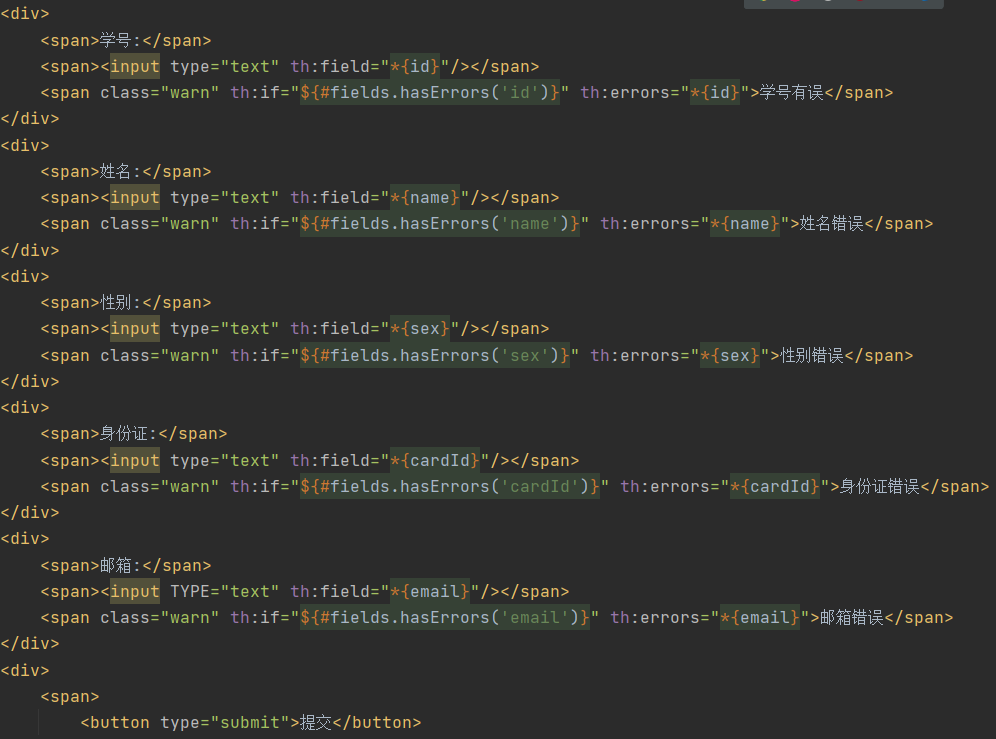 <div>
    <span>学号:</span>
    <span><input type="text" th:field="*{id}"/></span>
    <span class="warn" th:if="${#fields.hasErrors('id')}" th:errors="*{id}">学号有误</span>
</div>
<div>
    <span>姓名:</span>
    <span><input type="text" th:field="*{name}"/></span>
    <span class="warn" th:if="${#fields.hasErrors('name')}" th:errors="*{name}">姓名错误</span>
</div>
<div>
    <span>性别:</span>
    <span><input type="text" th:field="*{sex}"/></span>
    <span class="warn" th:if="${#fields.hasErrors('sex')}" th:errors="*{sex}">性别错误</span>
</div>
<div>
    <span>身份证:</span>
    <span><input type="text" th:field="*{cardId}"/></span>
    <span class="warn" th:if="${#fields.hasErrors('cardId')}" th:errors="*{cardId}">身份证错误</span>
</div>
<div>
    <span>邮箱:</span>
    <span><input TYPE="text" th:field="*{email}"/></span>
    <span class="warn" th:if="${#fields.hasErrors('email')}" th:errors="*{email}">邮箱错误</span>
</div>
<div>
    <span>
        <button type="submit">提交</button>